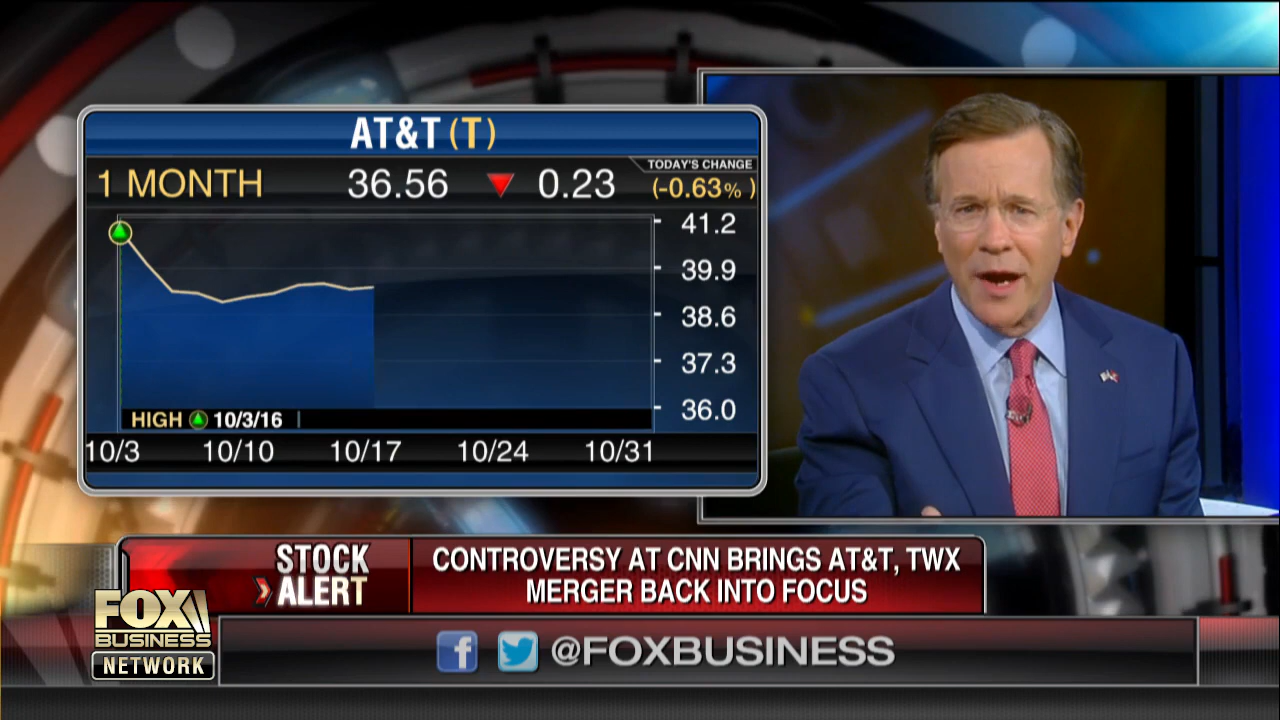 AT&T (T)
1 MONTH 36.56 0.23 TODAY'S CHANGE (-0.63%)
41.2
39.9
38.6
37.3
36.0
HIGH 10/3/16
10/3 10/10 10/17 10/24 10/31
STOCK
ALERT
CONTROVERSY AT CNN BRINGS AT&T, TWX
MERGER BACK INTO FOCUS
FOX
BUSINESS
NETWORK
f @FOXBUSINESS